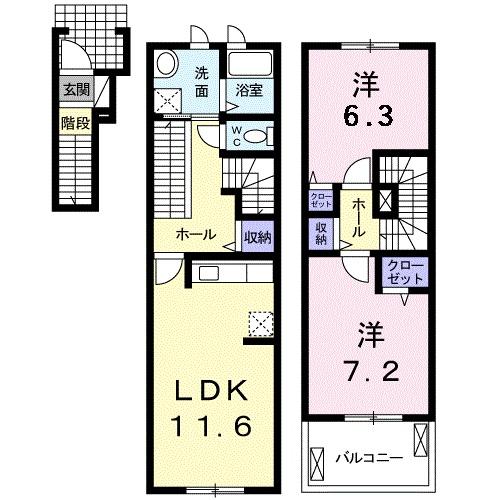 玄関
階段
洗
面
浴室
W
C
ホール
収納
LDK
11.6
洋
6.3
クロー
ゼット
収
納
ホール
クロー
ゼット
洋
7.2
バルコニー